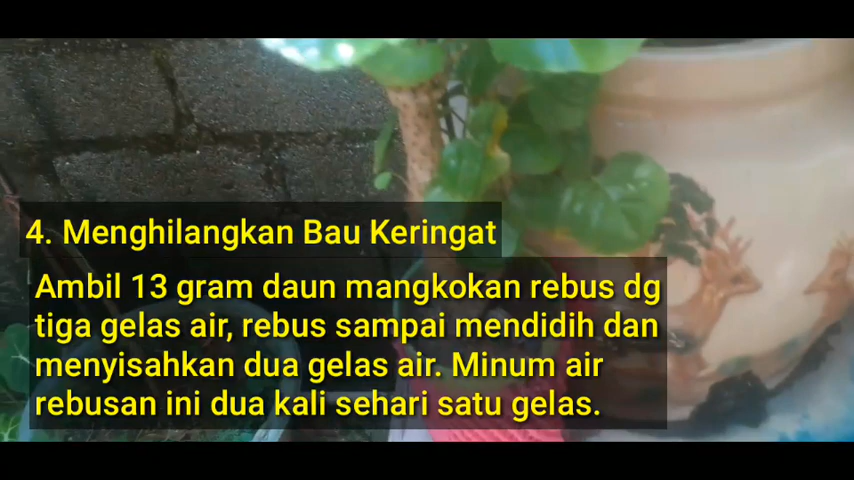 4. Menghilangkan Bau Keringat
Ambil 13 gram daun mangkokan rebus dg
tiga gelas air, rebus sampai mendidih dan
menyisahkan dua gelas air. Minum air
rebusan ini dua kali sehari satu gelas.